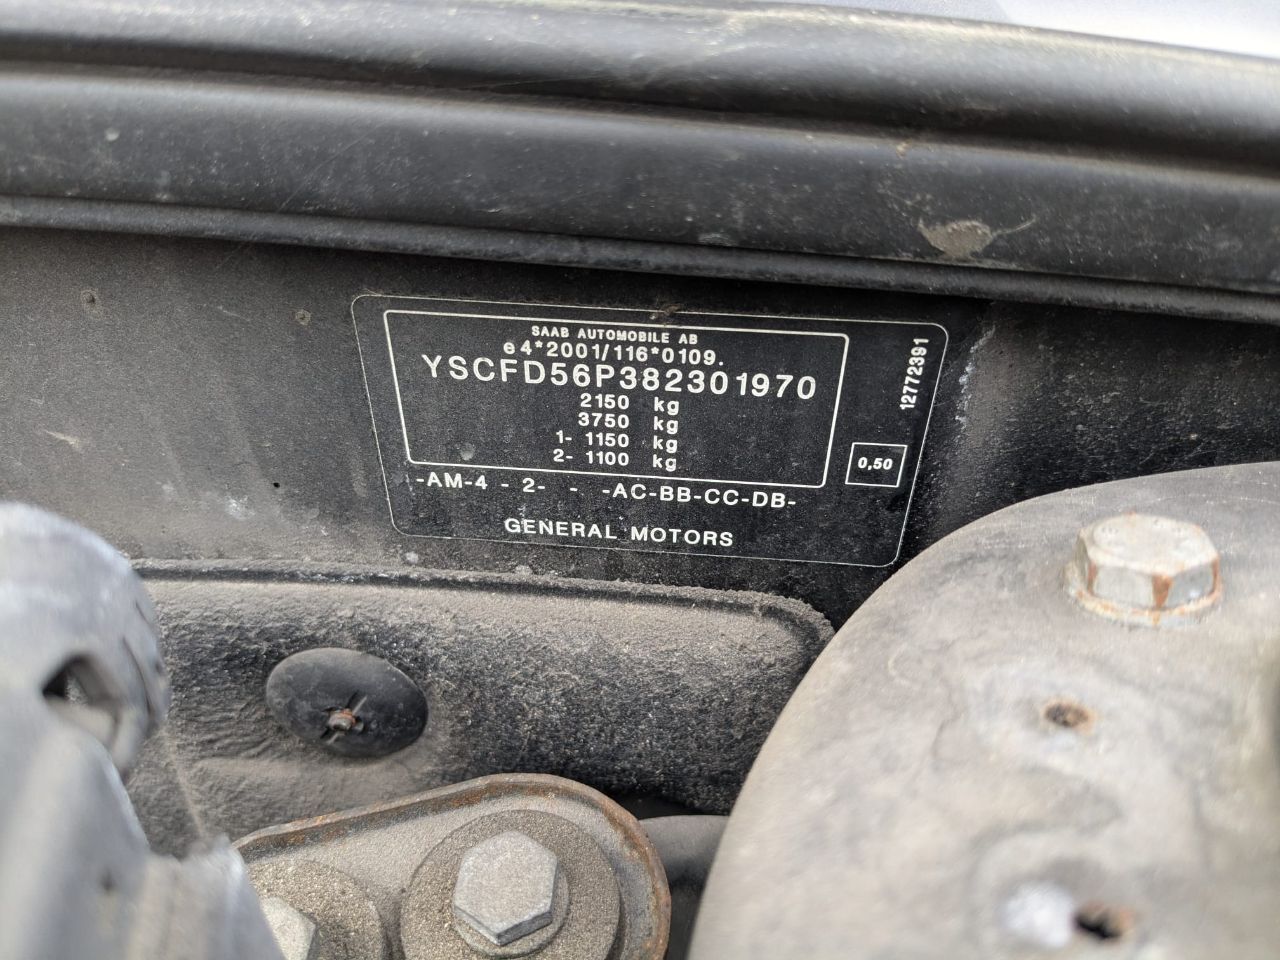 SAAB AUTOMOBILE AB
e4*2001/116*0109.
YSCFD56P382301970
2150 kg
3750 kg
1- 1150 kg
2- 1100 kg
-AM-4 - 2- - -AC-BB-CC-DB-
GENERAL MOTORS
12772391
0,50